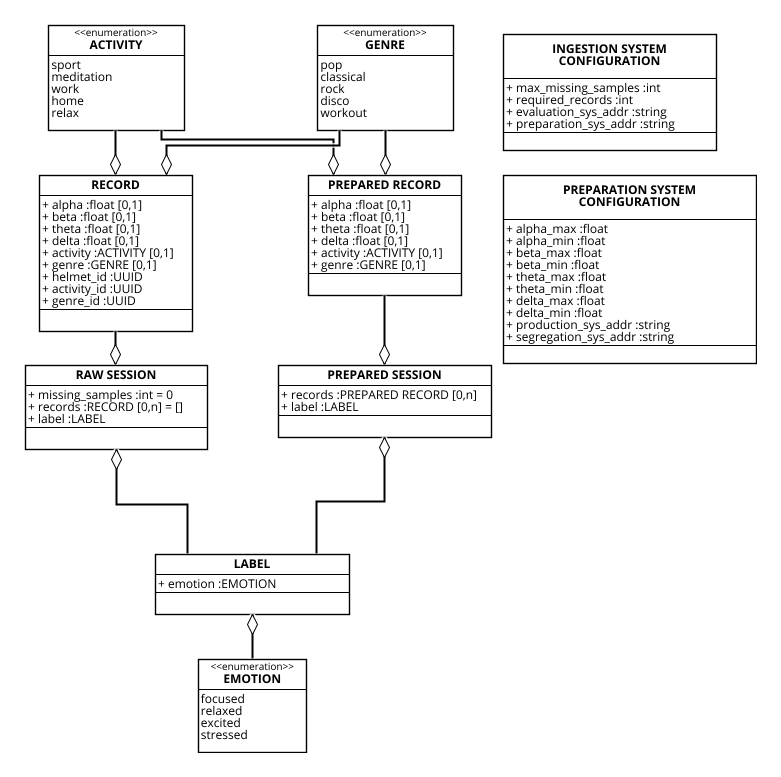 <<enumeration>>
ACTIVITY
sport
meditation
work
home
relax
<<enumeration>>
GENRE
pop
classical
rock
disco
workout
INGESTION SYSTEM
CONFIGURATION
+ max_missing_samples :int
+ required_records :int
+ evaluation_sys_addr :string
+ preparation_sys_addr :string
RECORD
+ alpha :float [0,1]
+ beta :float [0,1]
+ theta :float [0,1]
+ delta :float [0,1]
+ activity :ACTIVITY [0,1]
+ genre :GENRE [0,1]
+ helmet_id :UUID
+ activity_id :UUID
+ genre_id :UUID
PREPARED RECORD
+ alpha :float [0,1]
+ beta :float [0,1]
+ theta :float [0,1]
+ delta :float [0,1]
+ activity :ACTIVITY [0,1]
+ genre :GENRE [0,1]
PREPARATION SYSTEM
CONFIGURATION
+ alpha_max :float
+ alpha_min :float
+ beta_max :float
+ beta_min :float
+ theta_max :float
+ theta_min :float
+ delta_max :float
+ delta_min :float
+ production_sys_addr :string
+ segregation_sys_addr :string
RAW SESSION
+ missing_samples :int = 0
+ records :RECORD [0,n] = []
+ label :LABEL
PREPARED SESSION
+ records :PREPARED RECORD [0,n]
+ label :LABEL
LABEL
+ emotion :EMOTION
<<enumeration>>
EMOTION
focused
relaxed
excited
stressed